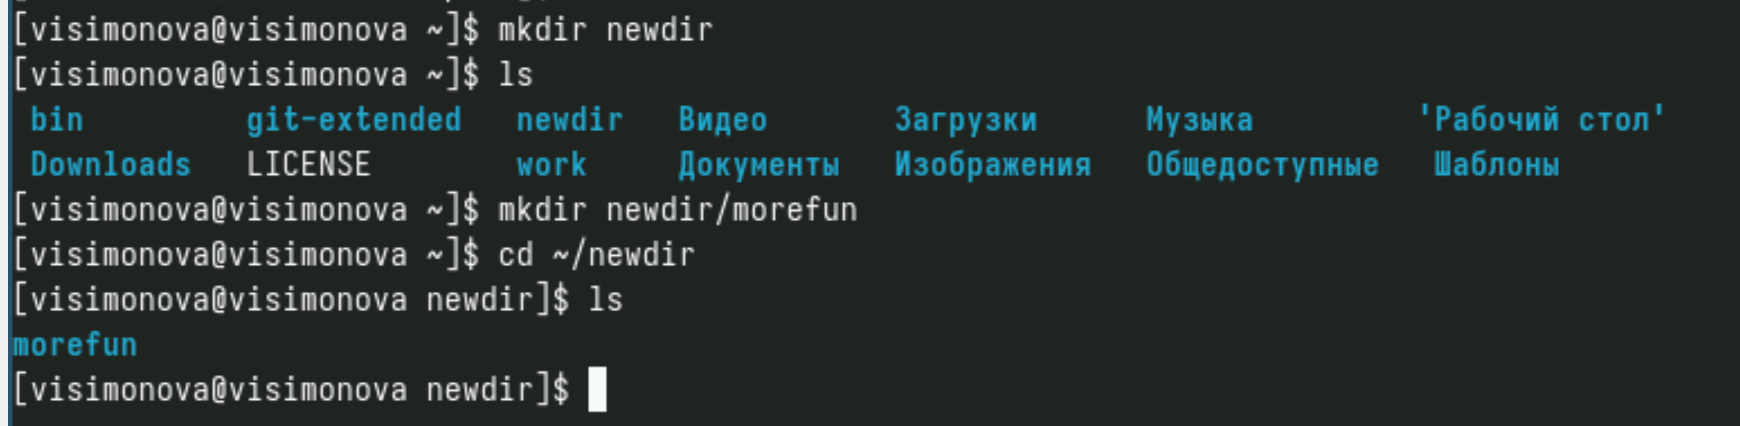 [visimonova@visimonova ~]$ mkdir newdir
[visimonova@visimonova ~]$ ls
bin git-extended newdir Видео Загрузки Музыка 'Рабочий стол'
Downloads LICENSE work Документы Изображения Общедоступные Шаблоны
[visimonova@visimonova ~]$ mkdir newdir/morefun
[visimonova@visimonova ~]$ cd ~/newdir
[visimonova@visimonova newdir]$ ls
morefun
[visimonova@visimonova newdir]$